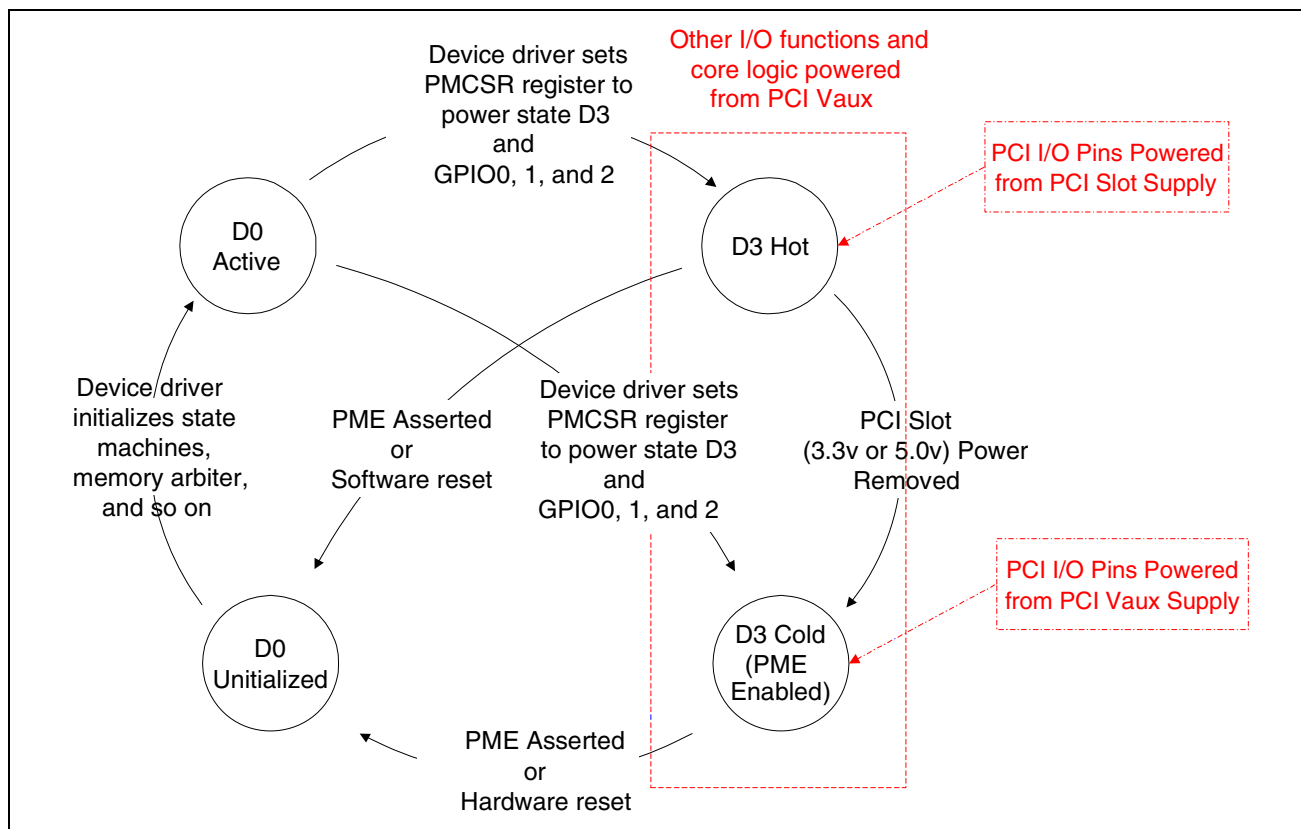 Device driver sets
PMCSR register to
power state D3
and
GPIO0, 1, and 2
Other I/O functions and
core logic powered
from PCI Vaux
PCI I/O Pins Powered
from PCI Slot Supply
D0
Active
D3 Hot
Device driver
initializes state
machines,
memory arbiter,
and so on
PME Asserted
or
Software reset
Device driver sets
PMCSR register
to power state D3
and
GPIO0, 1, and 2
PCI Slot
(3.3v or 5.0v) Power
Removed
PCI I/O Pins Powered
from PCI Vaux Supply
D0
Unitialized
D3 Cold
(PME
Enabled)
PME Asserted
or
Hardware reset